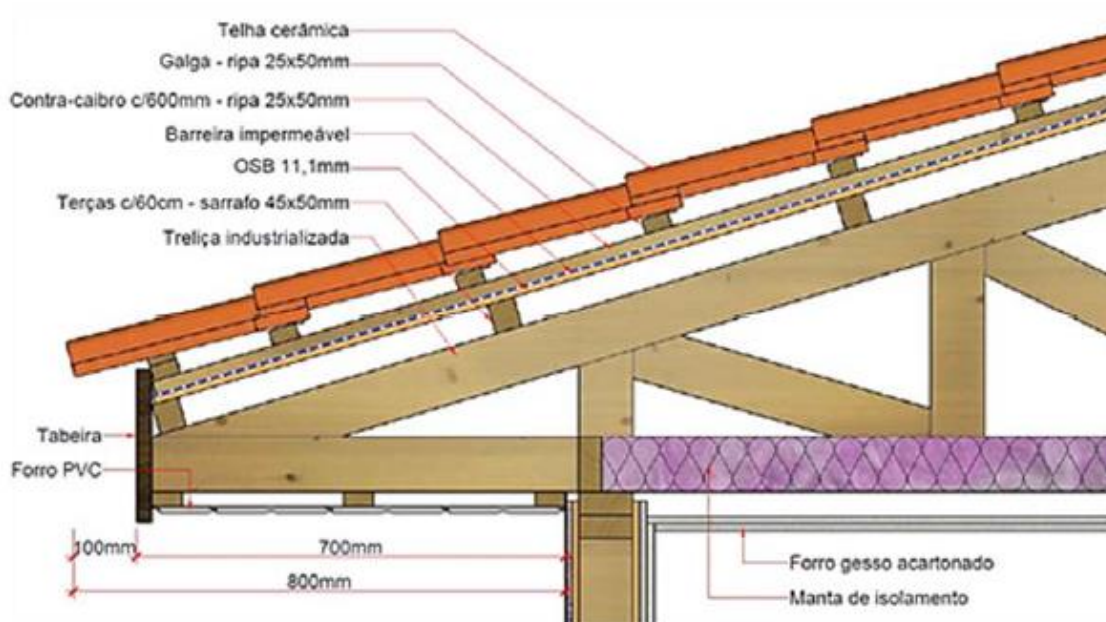 Telha cerâmica
Galga - ripa 25x50mm
Contra-caibro c/600mm - ripa 25x50mm
Barreira impermeável
OSB 11,1mm
Terças c/60cm - sarrafo 45x50mm
Treliça industrializada
Tabeira
Forro PVC
100mm
700mm
800mm
Forro gesso acartonado
Manta de isolamento